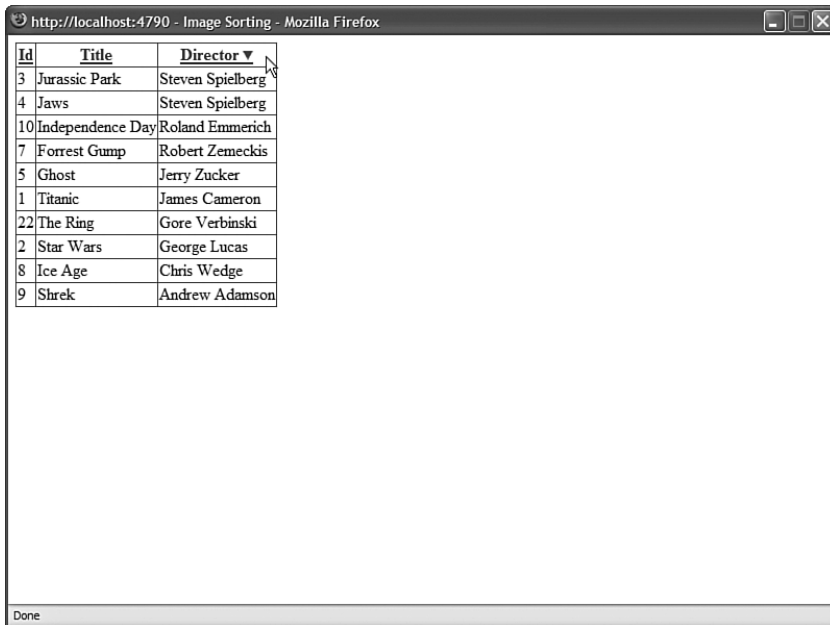 http://localhost:4790 - Image Sorting - Mozilla Firefox
Id Title Director ▼
3 Jurassic Park Steven Spielberg
4 Jaws Steven Spielberg
10 Independence Day Roland Emmerich
7 Forrest Gump Robert Zemeckis
5 Ghost Jerry Zucker
1 Titanic James Cameron
22 The Ring Gore Verbinski
2 Star Wars George Lucas
8 Ice Age Chris Wedge
9 Shrek Andrew Adamson
Done